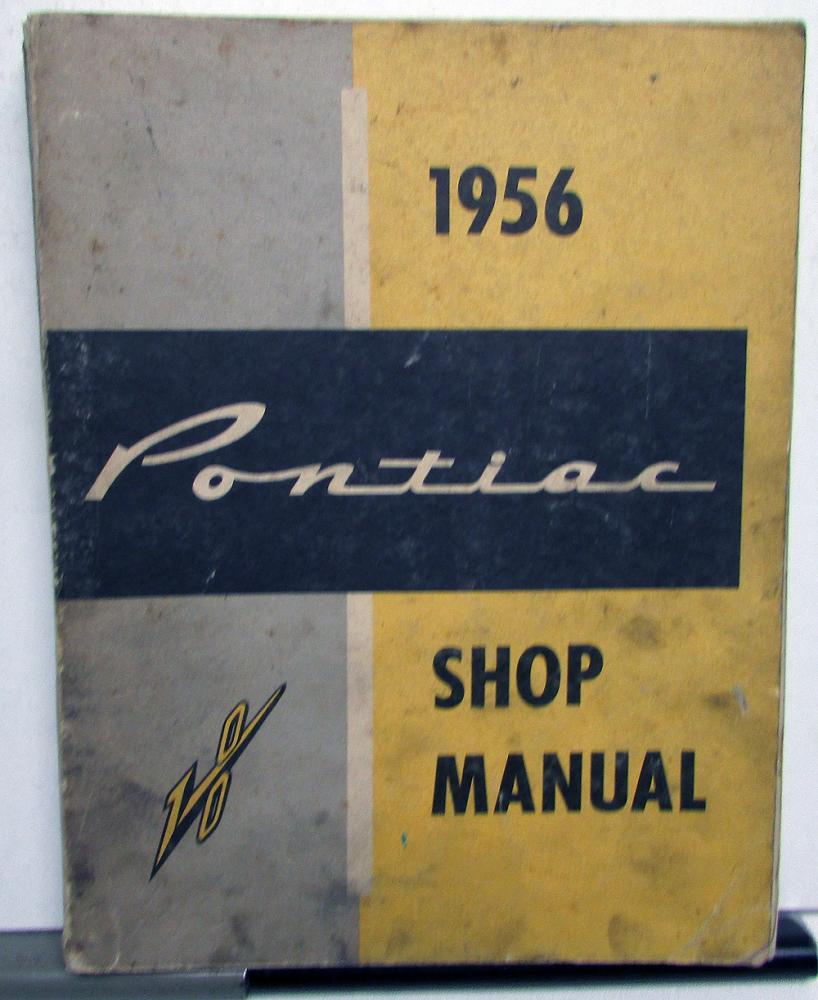 1956
Pontiac
SHOP
MANUAL
V8